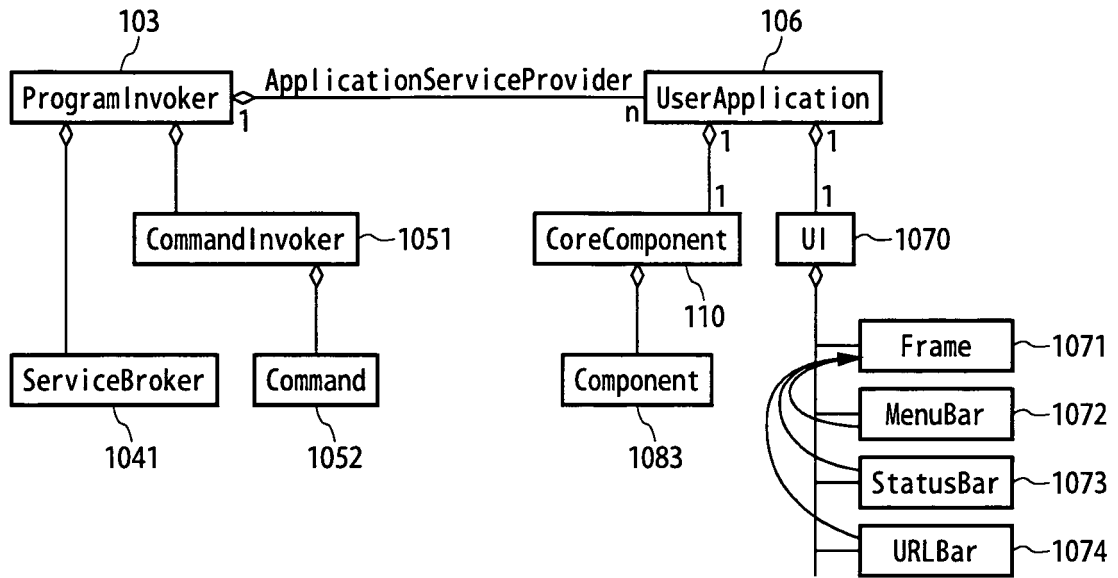 103
106
ProgramInvoker
ApplicationServiceProvider
UserApplication
1
n
1
1
1
1
CommandInvoker
1051
CoreComponent
UI
1070
110
Frame
1071
ServiceBroker
Command
Component
MenuBar
1072
1041
1052
1083
StatusBar
1073
URLBar
1074